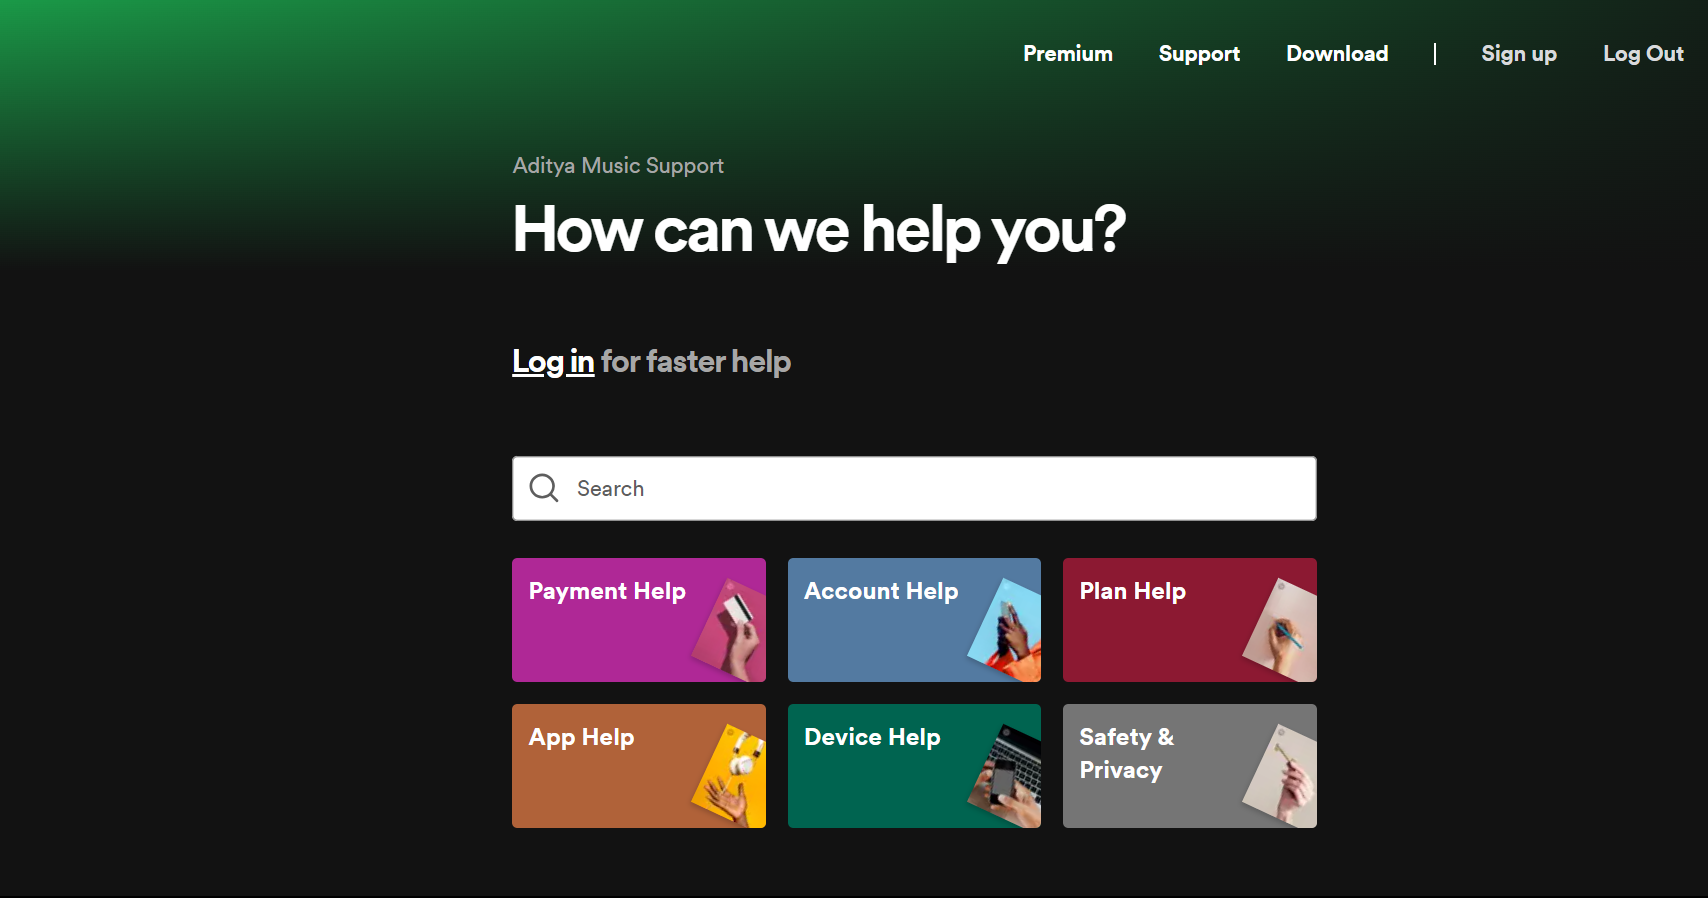 Premium Support Download | Sign up Log Out
Aditya Music Support
How can we help you?
Log in for faster help
Search
Payment Help
Account Help
Plan Help
App Help
Device Help
Safety &
Privacy